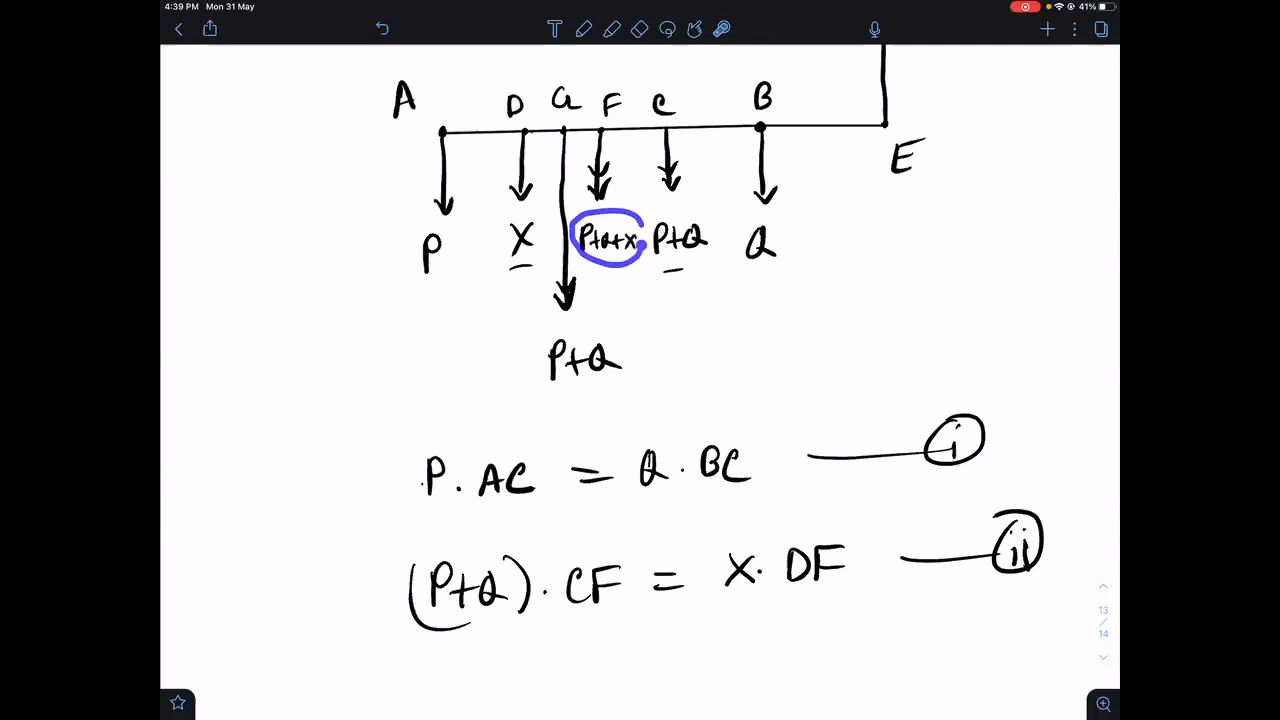 4:39 PM Mon 31 May 41%
T
A D G F C B
E
P X P+Q+X P+Q Q
P+Q
P. AC = Q. BC i
(P+Q). CF = X. DF ii
13
/
14